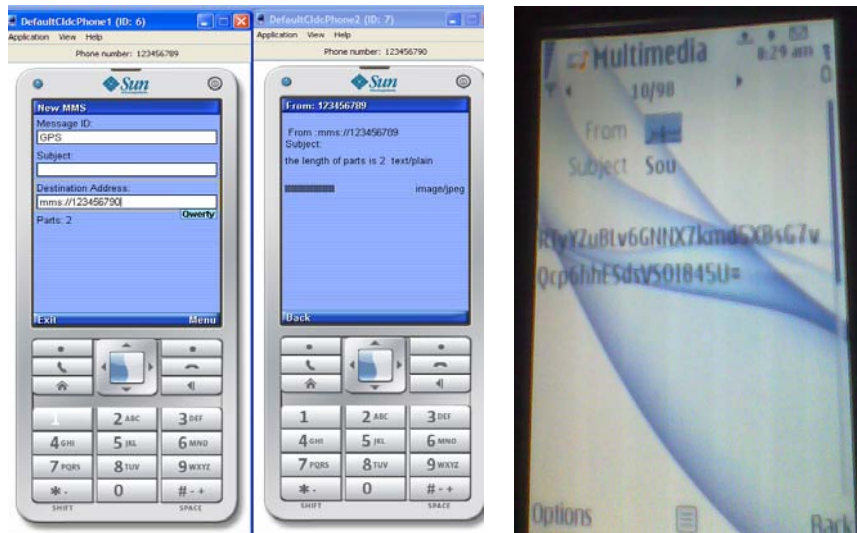 DefaultCldcPhone1 (ID: 6)
Application View Help
Phone number: 123456789
Sun
New MMS
Message ID:
GPS
Subject:
Destination Address:
mms://123456790
Qwerty
Parts: 2
Exit Menu
1 2 ABC 3 DEF
4 GHI 5 JKL 6 MNO
7 PQRS 8 TUV 9 WXYZ
* . 0 # - +
SHIFT SPACE
DefaultCldcPhone2 (ID: 7)
Application View Help
Phone number: 123456790
Sun
From: 123456789
From :mms://123456789
Subject:
the length of parts is 2 text/plain
image/jpeg
Back
1 2 ABC 3 DEF
4 GHI 5 JKL 6 MNO
7 PQRS 8 TUV 9 WXYZ
* . 0 # - +
SHIFT SPACE
Multimedia
8:29 am
10/98
0
From
Subject Sou
Options Back